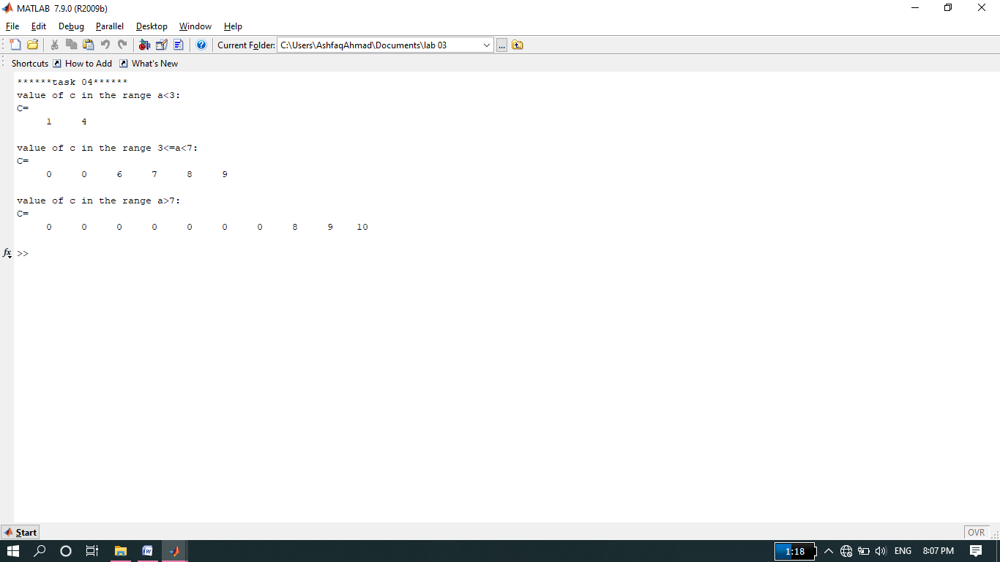 MATLAB 7.9.0 (R2009b)
File Edit Debug Parallel Desktop Window Help
Current Folder: C:\Users\AshfaqAhmad\Documents\lab 03 ...
Shortcuts How to Add What's New
******task 04******
value of c in the range a<3:
C=
1 4
value of c in the range 3<=a<7:
C=
0 0 6 7 8 9
value of c in the range a>7:
C=
0 0 0 0 0 0 0 8 9 10
fx >>
Start OVR
1:18 ENG 8:07 PM